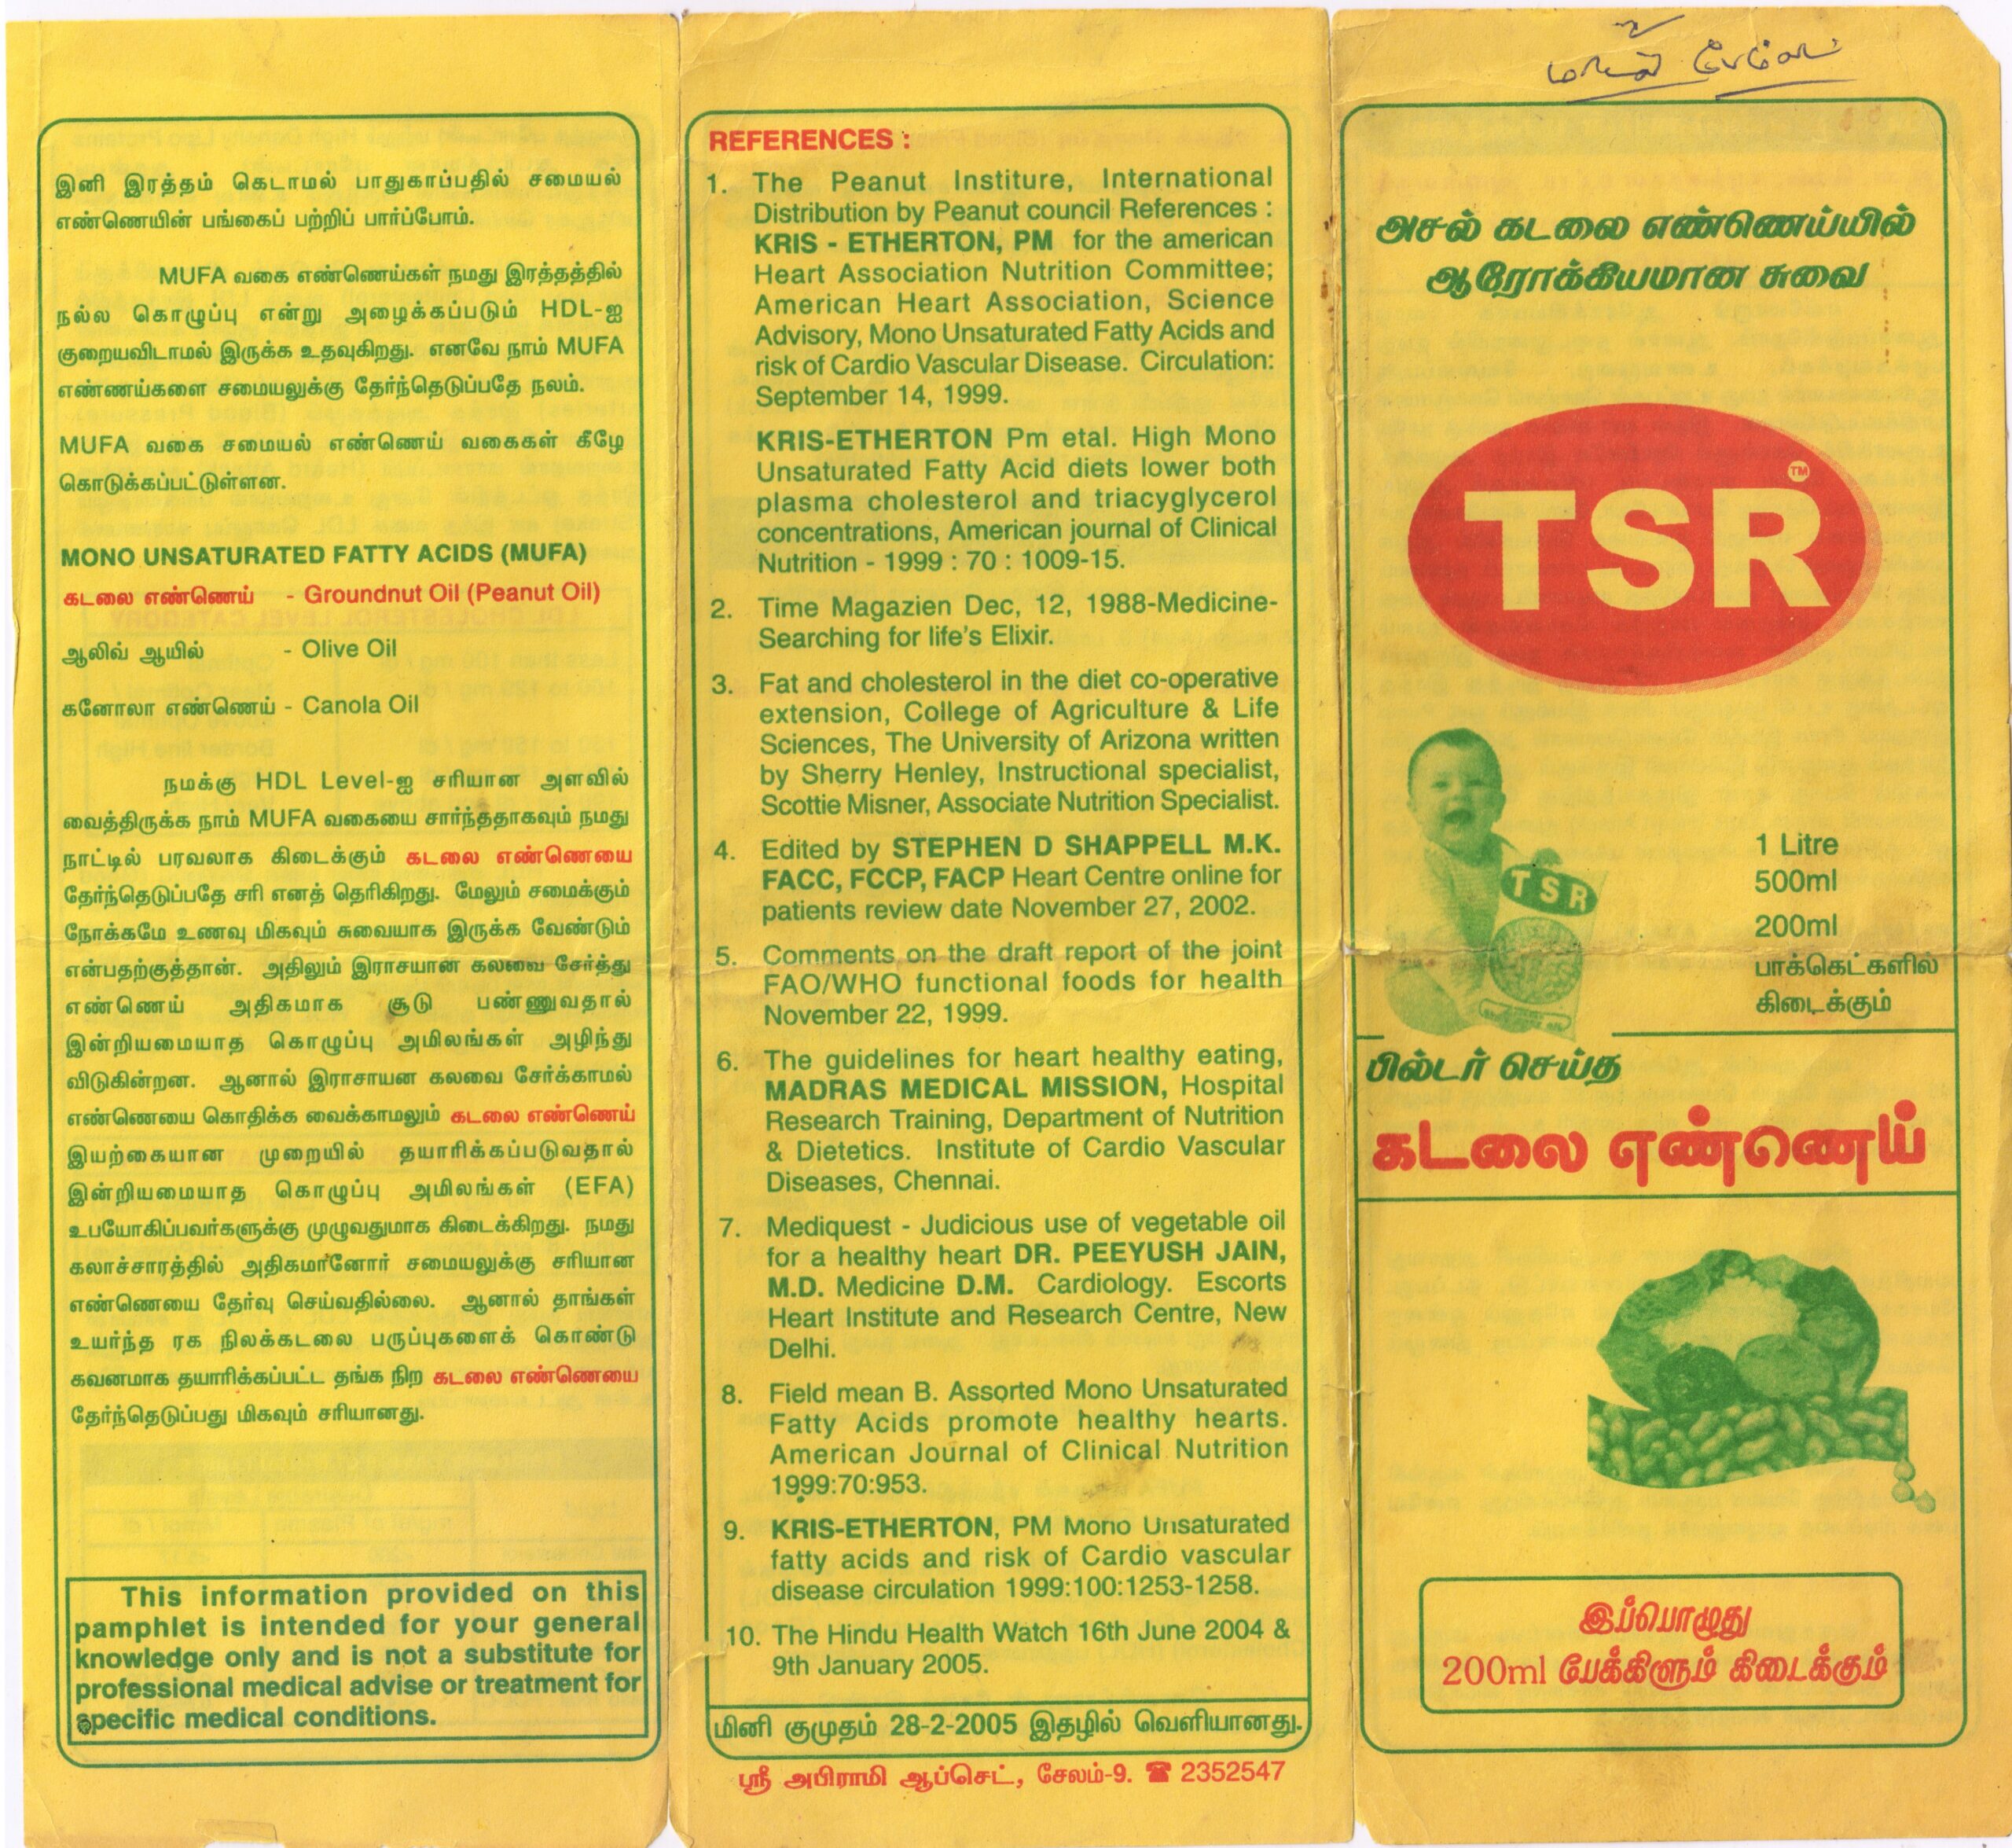 இனி இரத்தம் கெடாமல் பாதுகாப்பதில் சமையல்
எண்ணெயின் பங்கைப் பற்றிப் பார்ப்போம்.
MUFA வகை எண்ணெய்கள் நமது இரத்தத்தில்
நல்ல கொழுப்பு என்று அழைக்கப்படும் HDL-ஐ
குறையவிடாமல் இருக்க உதவுகிறது. எனவே நாம் MUFA
எண்ணய்களை சமையலுக்கு தேர்ந்தெடுப்பதே நலம்.
MUFA வகை சமையல் எண்ணெய் வகைகள் கீழே
கொடுக்கப்பட்டுள்ளன.
MONO UNSATURATED FATTY ACIDS (MUFA)
கடலை எண்ணெய் - Groundnut Oil (Peanut Oil)
ஆலிவ் ஆயில் - Olive Oil
கனோலா எண்ணெய் - Canola Oil
நமக்கு HDL Level-ஐ சரியான அளவில்
வைத்திருக்க நாம் MUFA வகையை சார்ந்ததாகவும் நமது
நாட்டில் பரவலாக கிடைக்கும் கடலை எண்ணெயை
தேர்ந்தெடுப்பதே சரி எனத் தெரிகிறது. மேலும் சமைக்கும்
நோக்கமே உணவு மிகவும் சுவையாக இருக்க வேண்டும்
என்பதற்குத்தான். அதிலும் இராசயான கலவை சேர்த்து
எண்ணெய் அதிகமாக சூடு பண்ணுவதால்
இன்றியமையாத கொழுப்பு அமிலங்கள் அழிந்து
விடுகின்றன. ஆனால் இராசாயன கலவை சேர்க்காமல்
எண்ணெயை கொதிக்க வைக்காமலும் கடலை எண்ணெய்
இயற்கையான முறையில் தயாரிக்கப்படுவதால்
இன்றியமையாத கொழுப்பு அமிலங்கள் (EFA)
உபயோகிப்பவர்களுக்கு முழுவதுமாக கிடைக்கிறது. நமது
கலாச்சாரத்தில் அதிகமானோர் சமையலுக்கு சரியான
எண்ணெயை தேர்வு செய்வதில்லை. ஆனால் தாங்கள்
உயர்ந்த ரக நிலக்கடலை பருப்புகளைக் கொண்டு
கவனமாக தயாரிக்கப்பட்ட தங்க நிற கடலை எண்ணெயை
தேர்ந்தெடுப்பது மிகவும் சரியானது.
This information provided on this
pamphlet is intended for your general
knowledge only and is not a substitute for
professional medical advise or treatment for
specific medical conditions.
REFERENCES :
1. The Peanut Institure, International
Distribution by Peanut council References :
KRIS - ETHERTON, PM for the american
Heart Association Nutrition Committee;
American Heart Association, Science
Advisory, Mono Unsaturated Fatty Acids and
risk of Cardio Vascular Disease. Circulation:
September 14, 1999.
KRIS-ETHERTON Pm etal. High Mono
Unsaturated Fatty Acid diets lower both
plasma cholesterol and triacyglycerol
concentrations, American journal of Clinical
Nutrition - 1999 : 70 : 1009-15.
2. Time Magazien Dec, 12, 1988-Medicine-
Searching for life's Elixir.
3. Fat and cholesterol in the diet co-operative
extension, College of Agriculture & Life
Sciences, The University of Arizona written
by Sherry Henley, Instructional specialist,
Scottie Misner, Associate Nutrition Specialist.
4. Edited by STEPHEN D SHAPPELL M.K.
FACC, FCCP, FACP Heart Centre online for
patients review date November 27, 2002.
5. Comments on the draft report of the joint
FAO/WHO functional foods for health
November 22, 1999.
6. The guidelines for heart healthy eating,
MADRAS MEDICAL MISSION, Hospital
Research Training, Department of Nutrition
& Dietetics. Institute of Cardio Vascular
Diseases, Chennai.
7. Mediquest - Judicious use of vegetable oil
for a healthy heart DR. PEEYUSH JAIN,
M.D. Medicine D.M. Cardiology. Escorts
Heart Institute and Research Centre, New
Delhi.
8. Field mean B. Assorted Mono Unsaturated
Fatty Acids promote healthy hearts.
American Journal of Clinical Nutrition
1999:70:953.
9. KRIS-ETHERTON, PM Mono Unsaturated
fatty acids and risk of Cardio vascular
disease circulation 1999:100:1253-1258.
10. The Hindu Health Watch 16th June 2004 &
9th January 2005.
மினி குமுதம் 28-2-2005 இதழில் வெளியானது.
ஸ்ரீ அபிராமி ஆப்செட், சேலம்-9. ☎ 2352547
அசல் கடலை எண்ணெய்யில்
ஆரோக்கியமான சுவை
TSR TM
TSR
1 Litre
500ml
200ml
பாக்கெட்களில்
கிடைக்கும்
பில்டர் செய்த
கடலை எண்ணெய்
இப்பொழுது
200ml பேக்கிளும் கிடைக்கும்